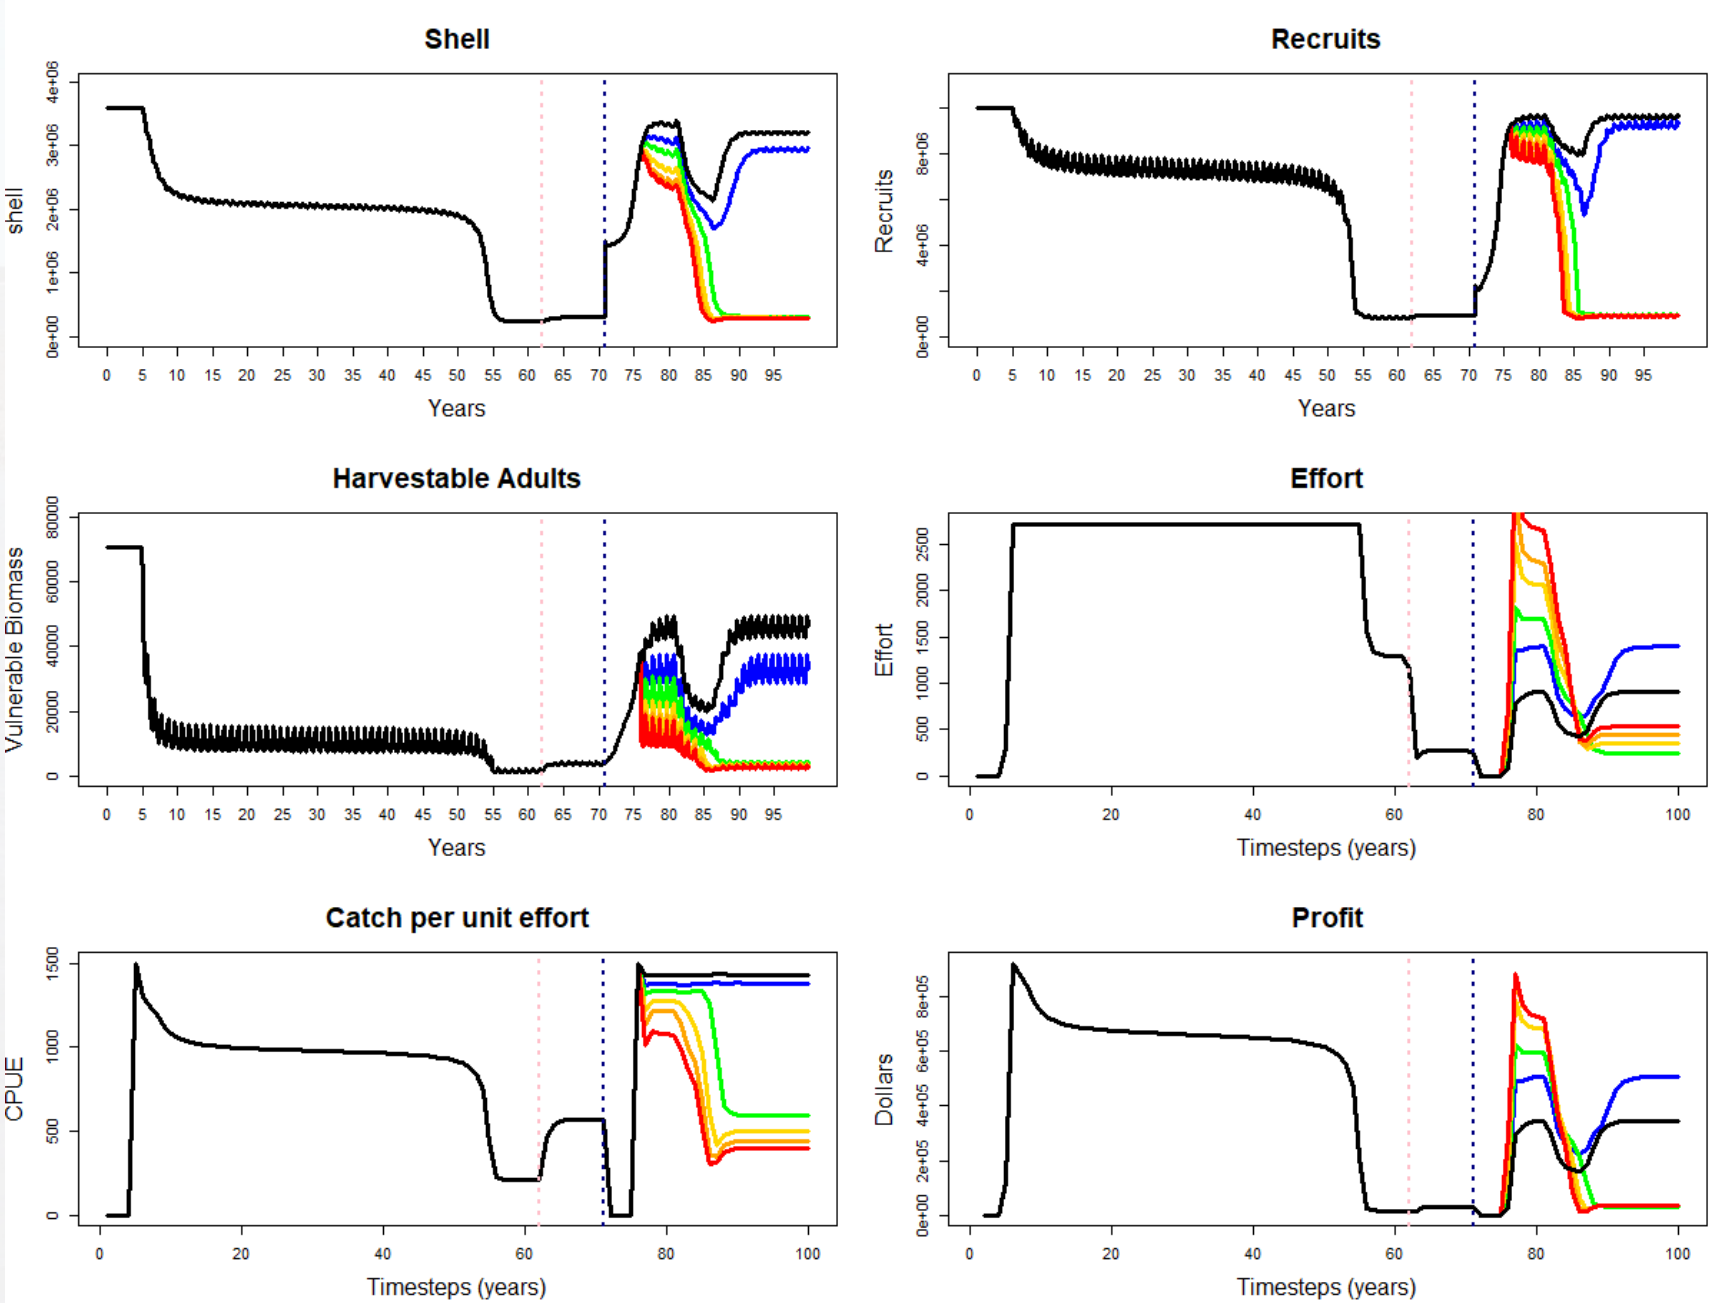 Shell
shell
0e+00 1e+06 2e+06 3e+06 4e+06
0 5 10 15 20 25 30 35 40 45 50 55 60 65 70 75 80 85 90 95
Years
Recruits
Recruits
0e+00 4e+06 8e+06
0 5 10 15 20 25 30 35 40 45 50 55 60 65 70 75 80 85 90 95
Years
Harvestable Adults
Vulnerable Biomass
0 20000 40000 60000 80000
0 5 10 15 20 25 30 35 40 45 50 55 60 65 70 75 80 85 90 95
Years
Effort
Effort
0 500 1000 1500 2000 2500
0 20 40 60 80 100
Timesteps (years)
Catch per unit effort
CPUE
0 500 1000 1500
0 20 40 60 80 100
Timesteps (years)
Profit
Dollars
0e+00 2e+05 4e+05 6e+05 8e+05
0 20 40 60 80 100
Timesteps (years)